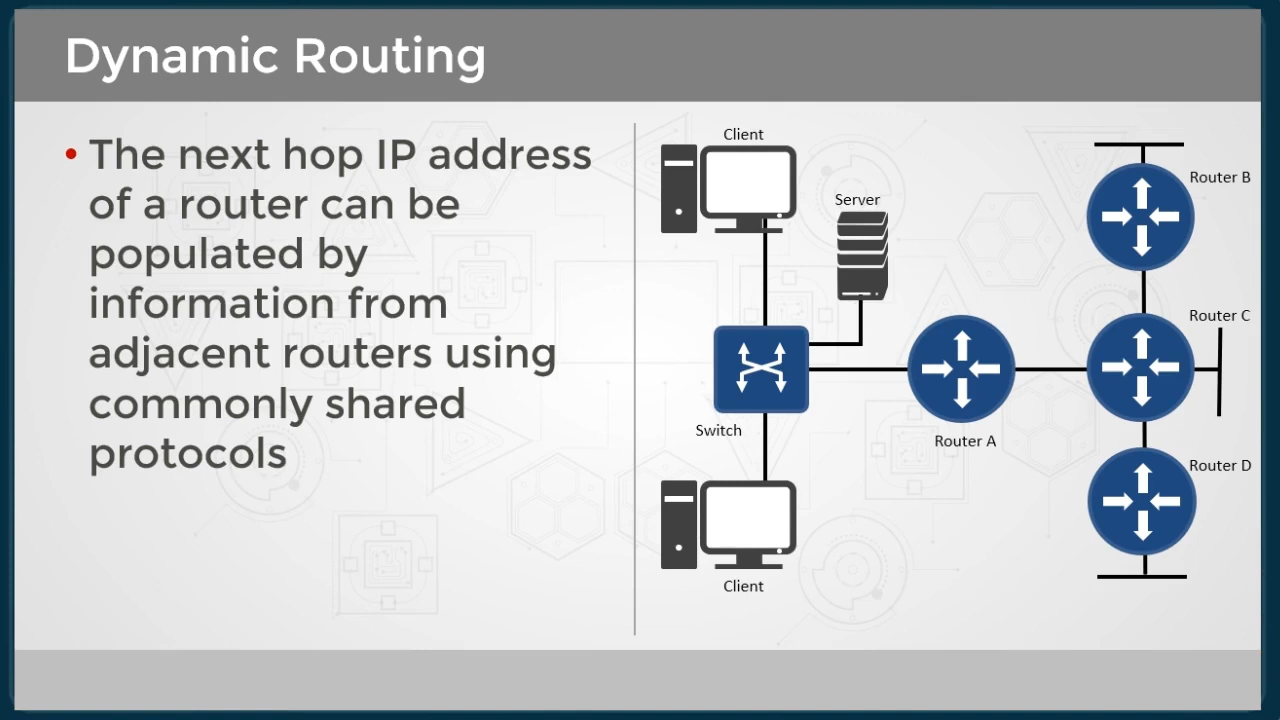 Dynamic Routing
• The next hop IP address
of a router can be
populated by
information from
adjacent routers using
commonly shared
protocols
Client
Server
Router B
Router C
Switch
Router A
Router D
Client